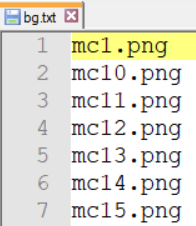 bg.txt
1 mc1.png
2 mc10.png
3 mc11.png
4 mc12.png
5 mc13.png
6 mc14.png
7 mc15.png